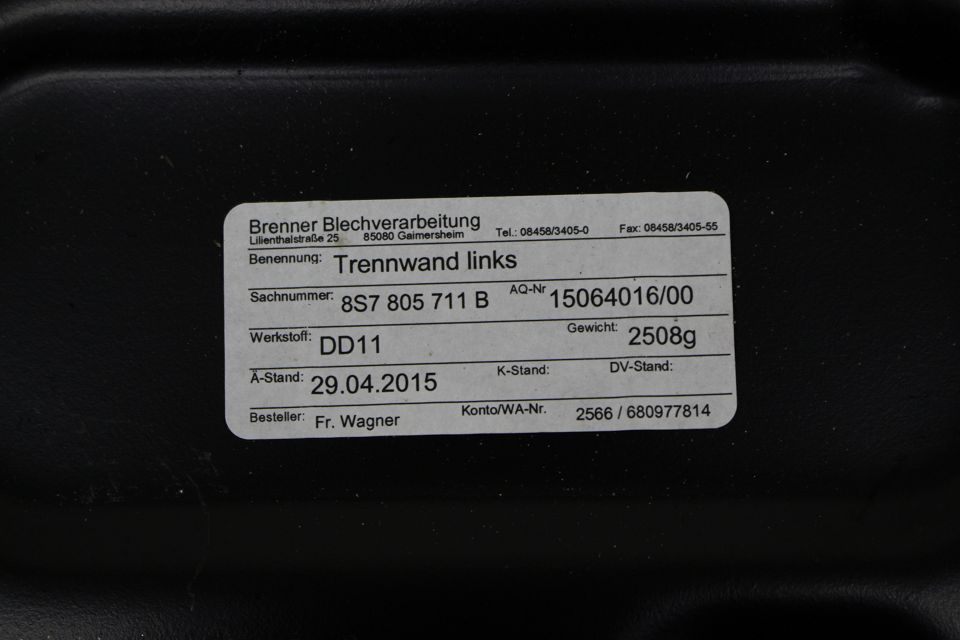 Brenner Blechverarbeitung
Lilienthalstraße 25 85080 Gaimersheim Tel.: 08458/3405-0 Fax: 08458/3405-55
Benennung: Trennwand links
Sachnummer: 8S7 805 711 B AQ-Nr 15064016/00
Werkstoff: DD11 Gewicht: 2508g
Ä-Stand: 29.04.2015 K-Stand: DV-Stand:
Besteller: Fr. Wagner Konto/WA-Nr. 2566 / 680977814